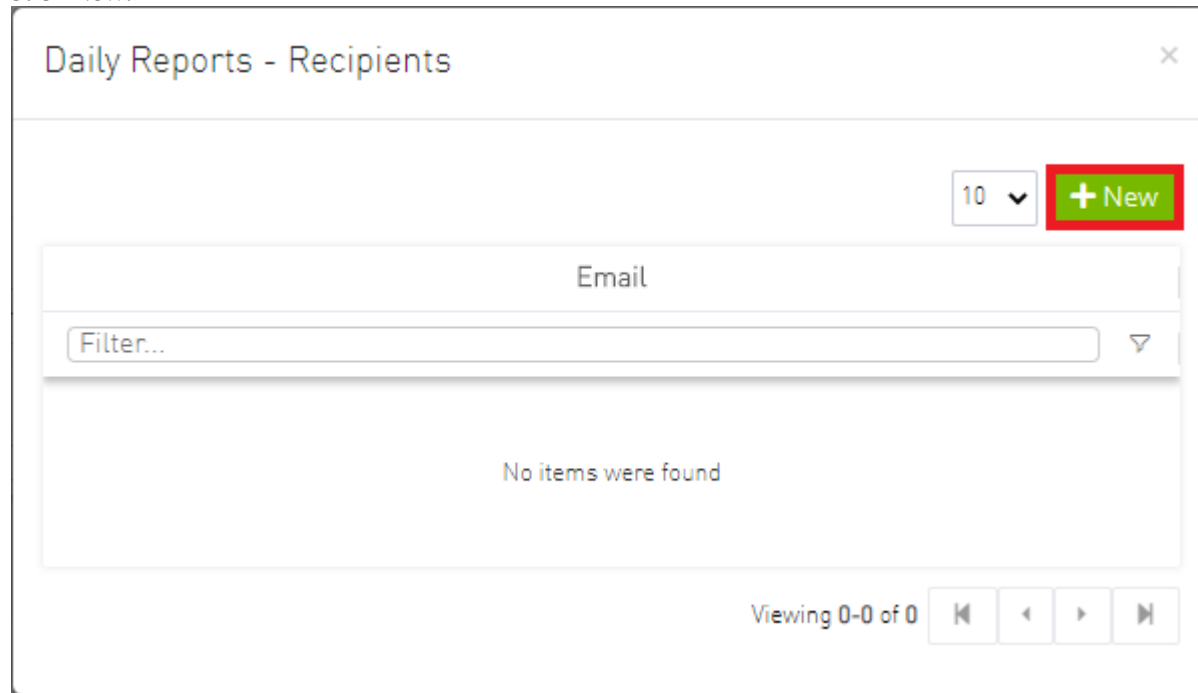 Daily Reports - Recipients
10
New
Email
Filter...
No items were found
Viewing 0-0 of 0